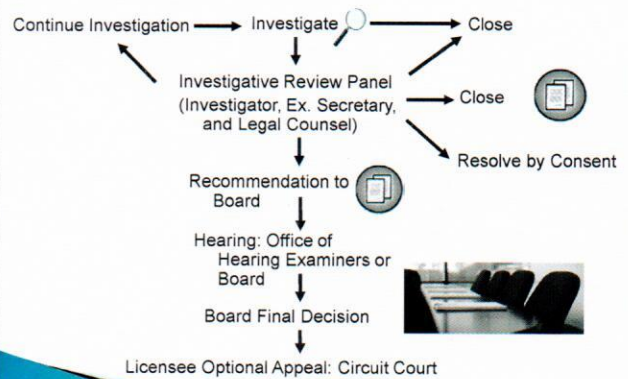 Continue Investigation
Investigate
Close
Investigative Review Panel
(Investigator, Ex. Secretary,
and Legal Counsel)
Close
Resolve by Consent
Recommendation to
Board
Hearing: Office of
Hearing Examiners or
Board
Board Final Decision
Licensee Optional Appeal: Circuit Court